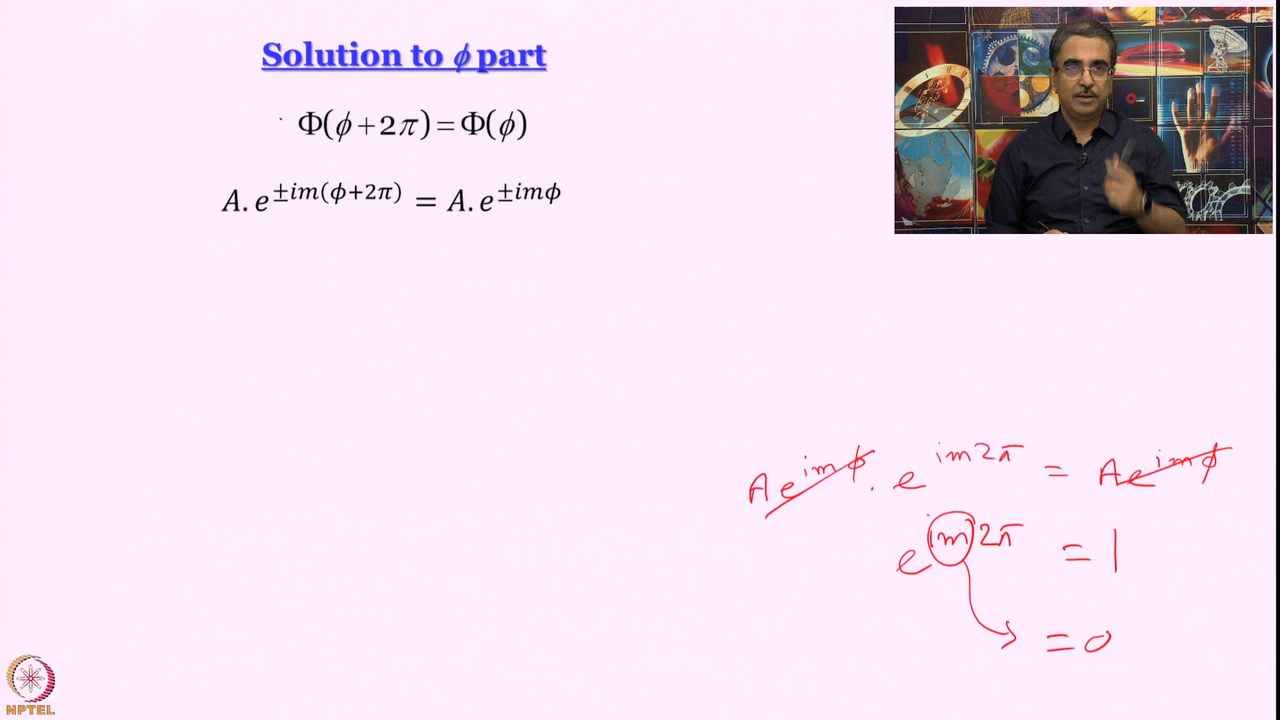 Solution to ϕ part
Φ(ϕ+2π)=Φ(ϕ)
A.e^{±im(ϕ+2π)} = A.e^{±imϕ}
Ae^{imϕ}.e^{im2π} = Ae^{imϕ}
e^{im2π} = 1
=0
NPTEL